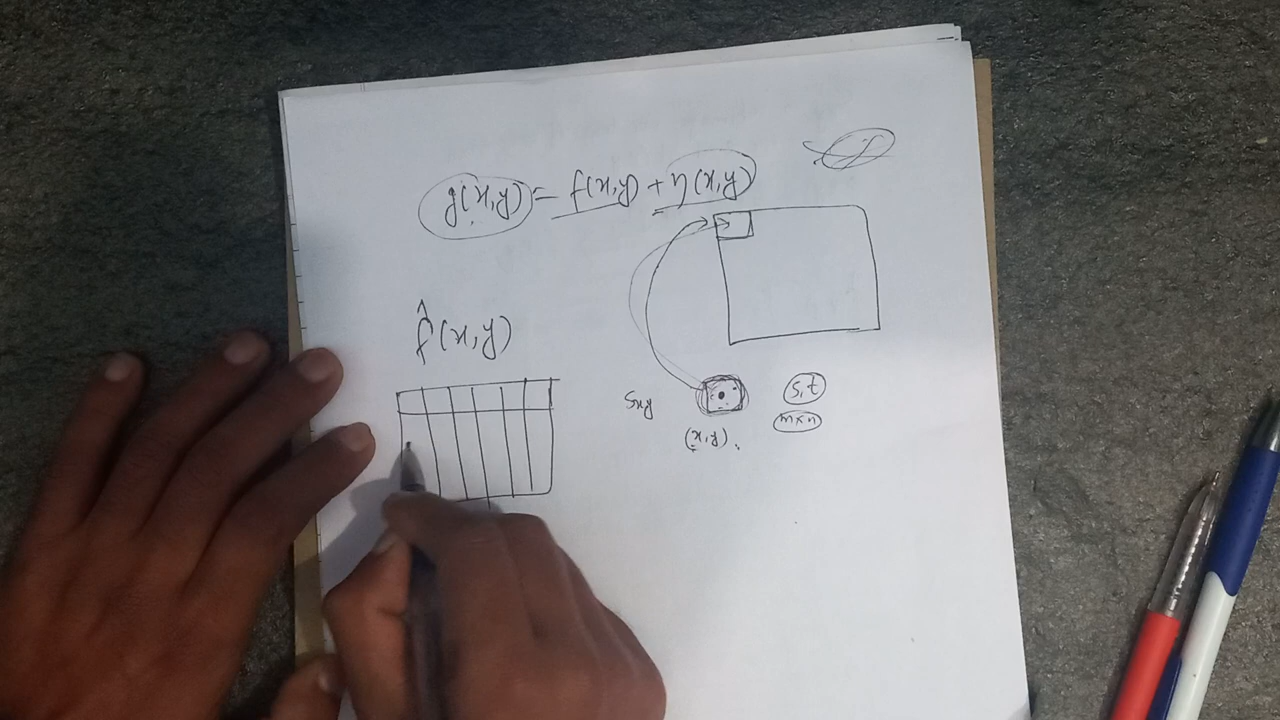 g(x,y) = f(x,y) + η(x,y)
f̂(x,y)
Sxy
s,t
m×n
(x,y)